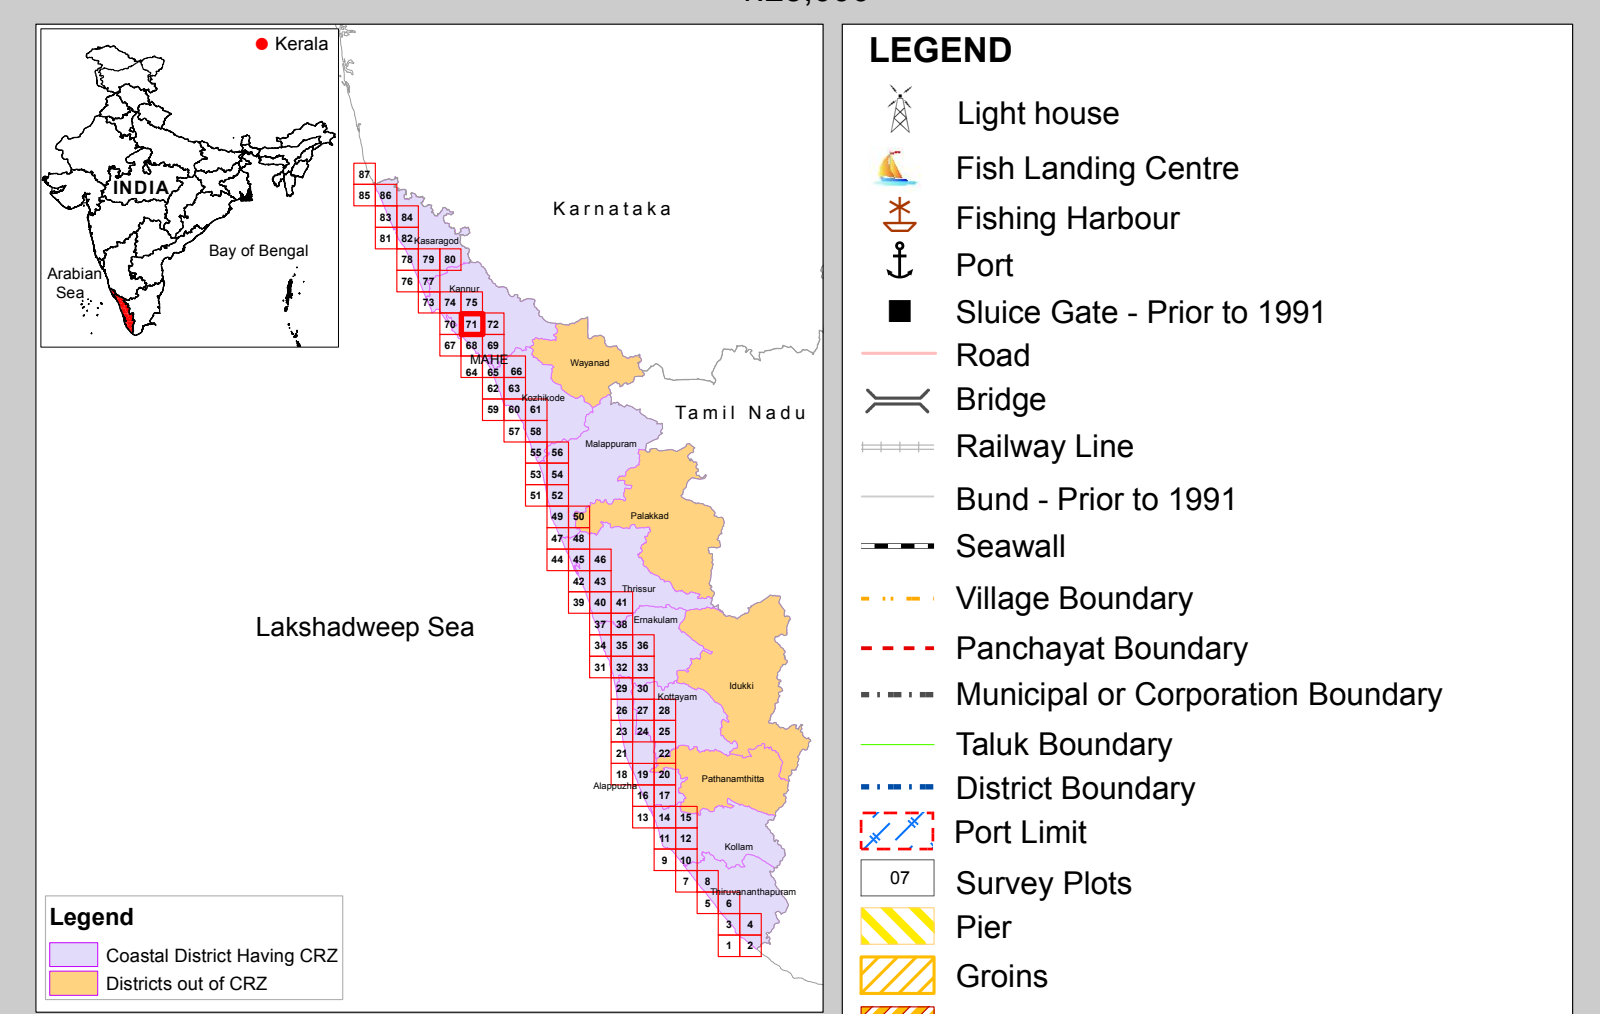 Kerala
INDIA
Bay of Bengal
Arabian
Sea
Karnataka
Tamil Nadu
Lakshadweep Sea
87
85 86
83 84
81 82
Kasaragod
78 79 80
76 77
Kannur
73 74 75
70 71 72
67 68 69
MAHE
64 65 66
Wayanad
62 63
Kozhikode
59 60 61
57 58
Malappuram
55 56
53 54
51 52
49 50
Palakkad
47 48
44 45 46
42 43
Thrissur
39 40 41
37 38
Ernakulam
34 35 36
31 32 33
29 30
Idukki
Kottayam
26 27 28
23 24 25
21 22
18 19 20
Pathanamthitta
Alappuzha
16 17
13 14 15
11 12
Kollam
9 10
7 8
Thiruvananthapuram
5 6
3 4
1 2
Legend
Coastal District Having CRZ
Districts out of CRZ
LEGEND
Light house
Fish Landing Centre
Fishing Harbour
Port
Sluice Gate - Prior to 1991
Road
Bridge
Railway Line
Bund - Prior to 1991
Seawall
Village Boundary
Panchayat Boundary
Municipal or Corporation Boundary
Taluk Boundary
District Boundary
Port Limit
07 Survey Plots
Pier
Groins